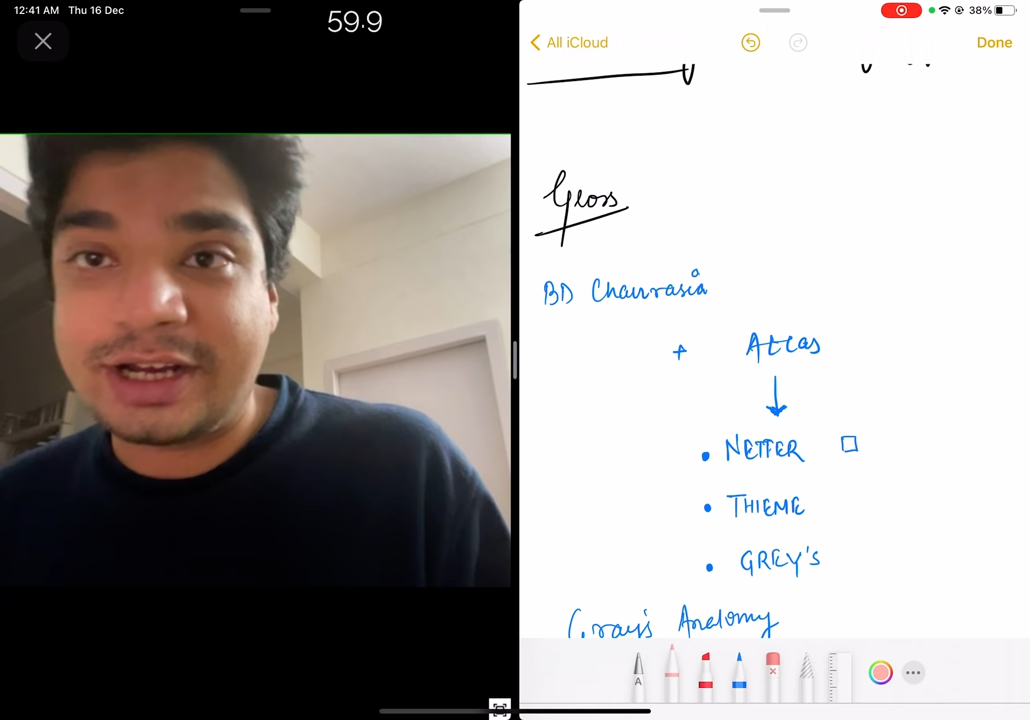 12:41 AM Thu 16 Dec
59.9
38%
All iCloud
Done
Gross
BD Chaurasia
+ Atlas
• NETTER
• THIEME
• GREY'S
Gray's Anatomy
A